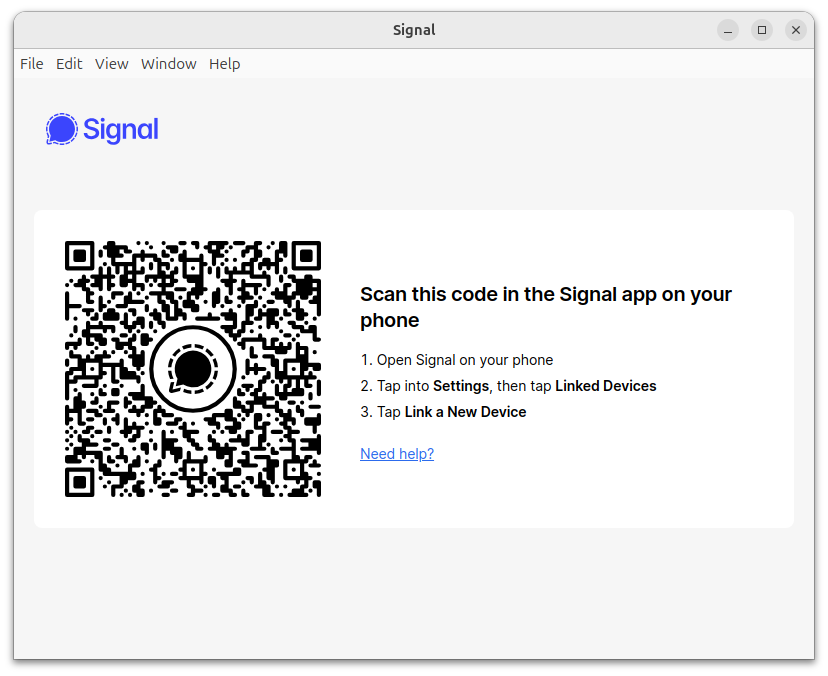 Signal
File Edit View Window Help
Signal
Scan this code in the Signal app on your
phone
1. Open Signal on your phone
2. Tap into Settings, then tap Linked Devices
3. Tap Link a New Device
Need help?